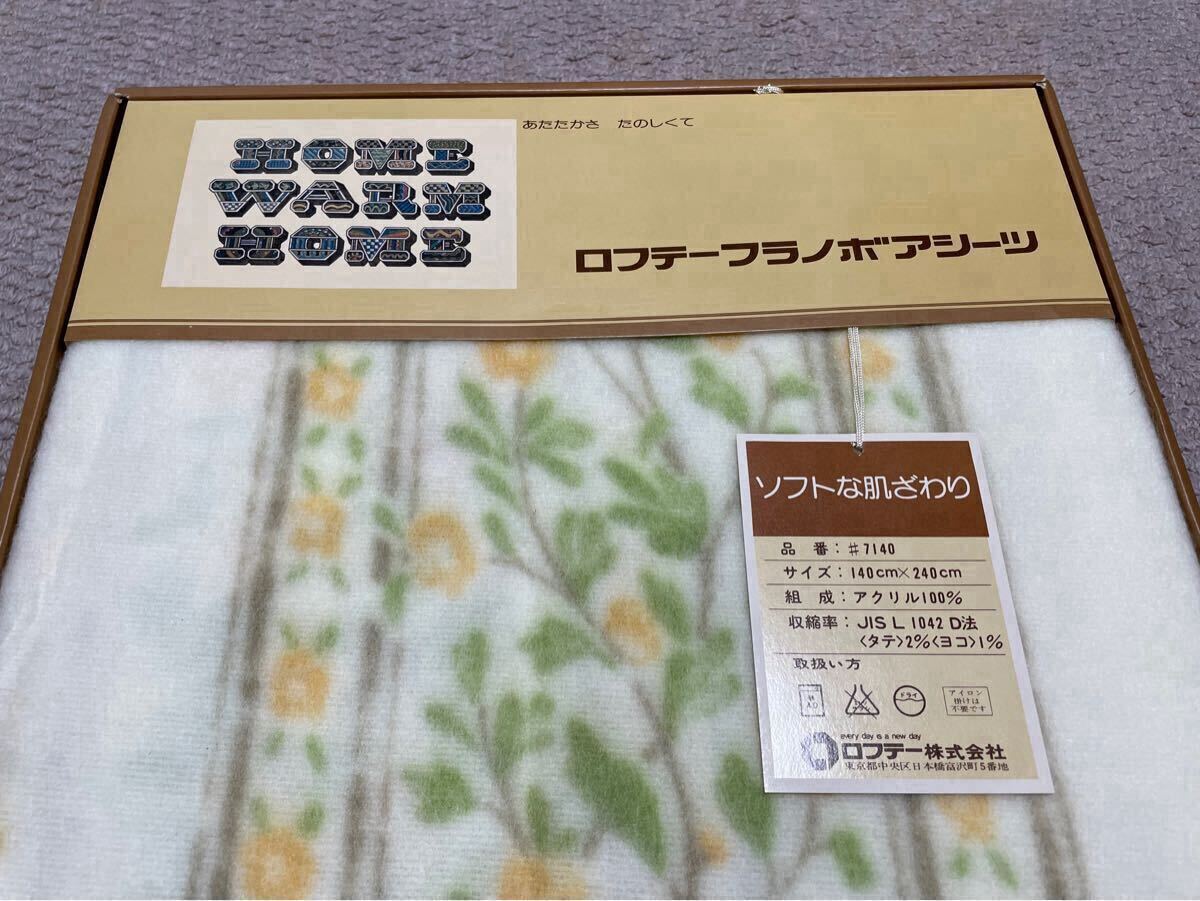 あたたかさ たのしくて
HOME
WARM
HOME
ロフテーフラノボアシーツ
ソフトな肌ざわり
品 番：#7140
サイズ：140cm×240cm
組 成：アクリル100%
収縮率：JIS L 1042 D法
〈タテ〉2%〈ヨコ〉1%
取扱い方
ドライ
アイロン
掛けは
不要です
every day is a new day
ロフテー株式会社
東京都中央区日本橋富沢町5番地